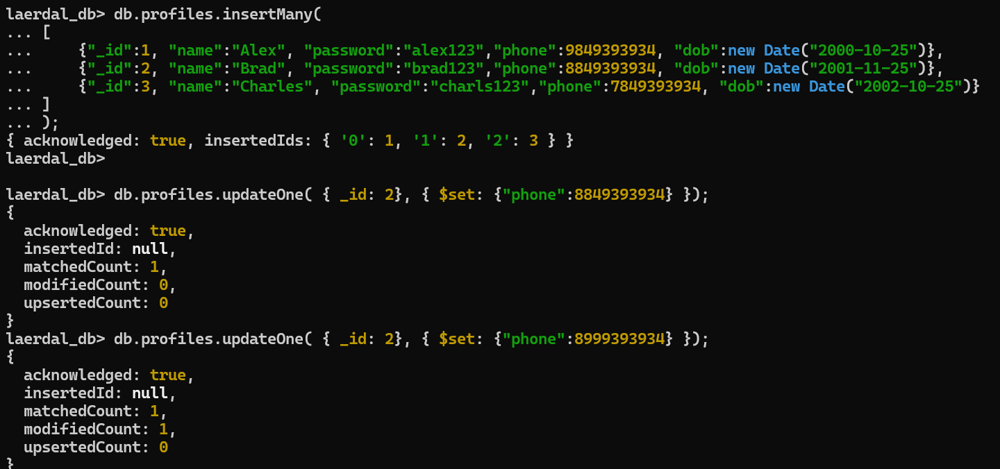 laerdal_db> db.profiles.insertMany(
... [
...     {"_id":1, "name":"Alex", "password":"alex123","phone":9849393934, "dob":new Date("2000-10-25")},
...     {"_id":2, "name":"Brad", "password":"brad123","phone":8849393934, "dob":new Date("2001-11-25")},
...     {"_id":3, "name":"Charles", "password":"charls123","phone":7849393934, "dob":new Date("2002-10-25")}
... ]
... );
{ acknowledged: true, insertedIds: { '0': 1, '1': 2, '2': 3 } }
laerdal_db>
laerdal_db> db.profiles.updateOne( { _id: 2}, { $set: {"phone":8849393934} });
{
  acknowledged: true,
  insertedId: null,
  matchedCount: 1,
  modifiedCount: 0,
  upsertedCount: 0
}
laerdal_db> db.profiles.updateOne( { _id: 2}, { $set: {"phone":8999393934} });
{
  acknowledged: true,
  insertedId: null,
  matchedCount: 1,
  modifiedCount: 1,
  upsertedCount: 0
}